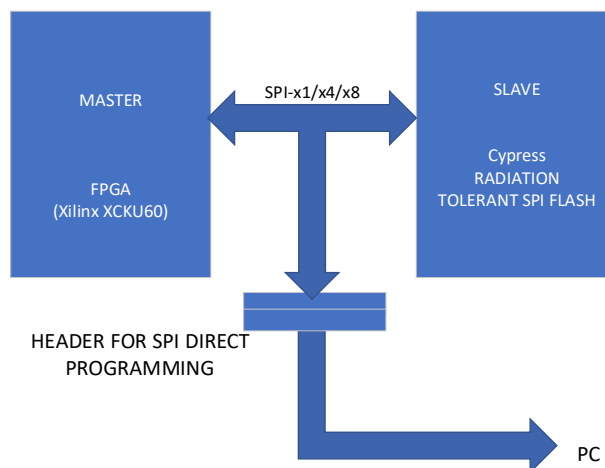 MASTER
FPGA
(Xilinx XCKU60)
SPI-x1/x4/x8
SLAVE
Cypress
RADIATION
TOLERANT SPI FLASH
HEADER FOR SPI DIRECT
PROGRAMMING
PC